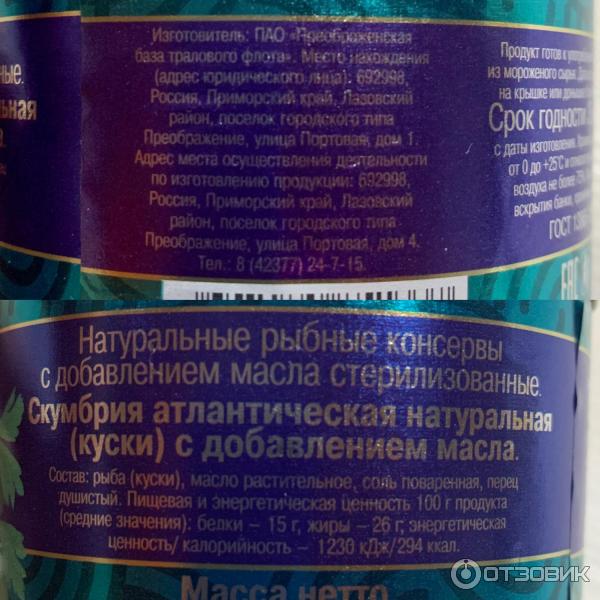 Изготовитель: ПАО «Преображенская
база тралового флота». Место нахождения
(адрес юридического лица): 692998,
Россия, Приморский край, Лазовский
район, поселок городского типа
Преображение, улица Портовая, дом 1.
Адрес места осуществления деятельности
по изготовлению продукции: 692998,
Россия, Приморский край, Лазовский
район, поселок городского типа
Преображение, улица Портовая, дом 4.
Тел.: 8 (42377) 24-7-15.
Продукт готов к
из мороженого сырья.
на крышке или
Срок годности
с даты изготовления.
от 0 до +25°С и
воздуха не более 75%
вскрытия банки,
ГОСТ
ЕАС
Натуральные рыбные консервы
с добавлением масла стерилизованные.
Скумбрия атлантическая натуральная
(куски) с добавлением масла.
Состав: рыба (куски), масло растительное, соль поваренная, перец
душистый. Пищевая и энергетическая ценность 100 г продукта
(средние значения): белки – 15 г, жиры – 26 г; энергетическая
ценность/ калорийность – 1230 кДж/294 ккал.
Масса нетто
ОТЗОВИК